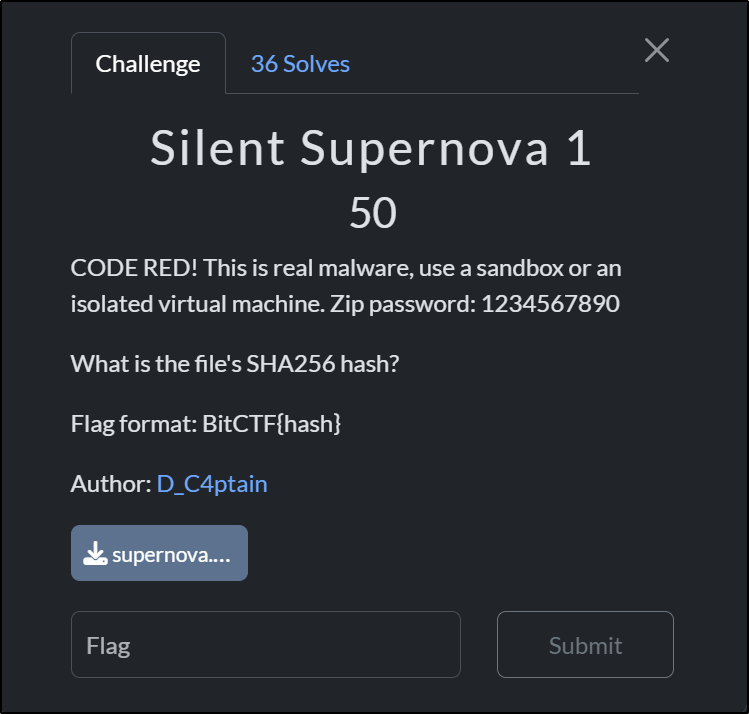 Challenge
36 Solves
Silent Supernova 1
50
CODE RED! This is real malware, use a sandbox or an
isolated virtual machine. Zip password: 1234567890
What is the file's SHA256 hash?
Flag format: BitCTF{hash}
Author: D_C4ptain
supernova....
Flag
Submit